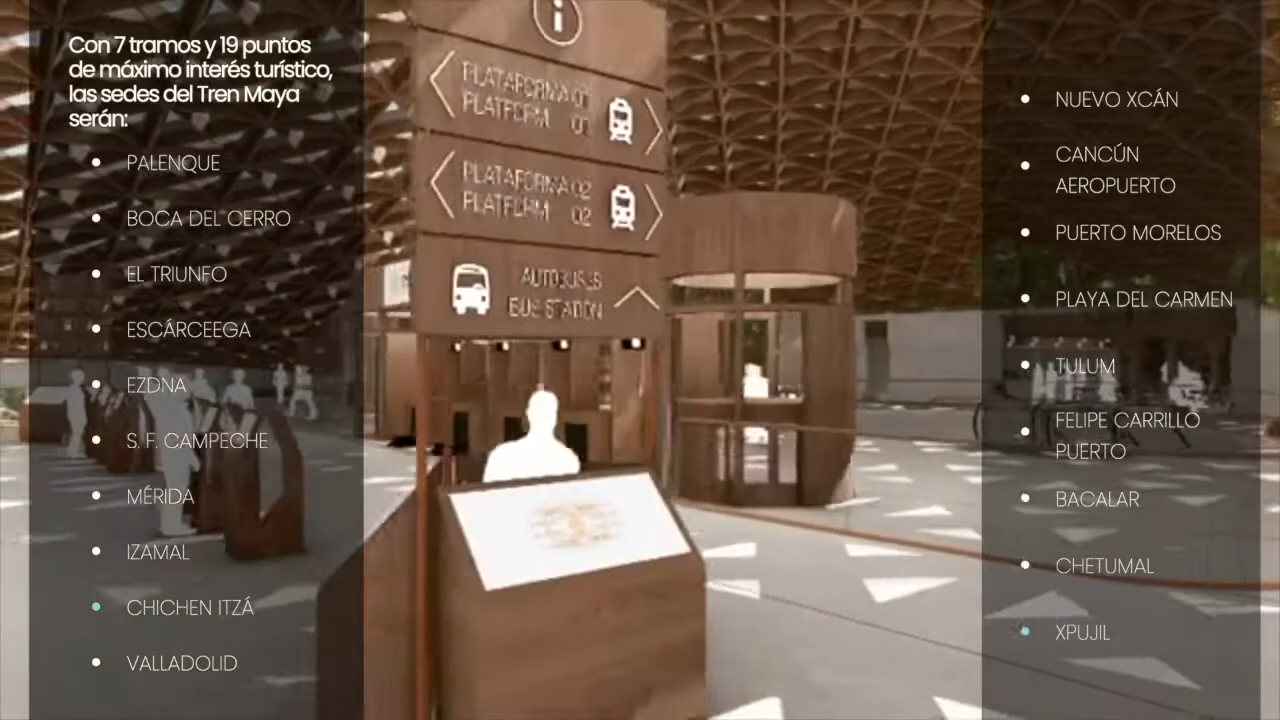 Con 7 tramos y 19 puntos
de máximo interés turístico,
las sedes del Tren Maya
serán:
PALENQUE
BOCA DEL CERRO
EL TRIUNFO
ESCÁRCEEGA
EZDNA
S. F. CAMPECHE
MÉRIDA
IZAMAL
CHICHEN ITZÁ
VALLADOLID
i
PLATAFORMA 01
PLATFORM 01
PLATAFORMA 02
PLATFORM 02
AUTOBUSES
BUS STATION
NUEVO XCÁN
CANCÚN
AEROPUERTO
PUERTO MORELOS
PLAYA DEL CARMEN
TULUM
FELIPE CARRILLO
PUERTO
BACALAR
CHETUMAL
XPUJIL